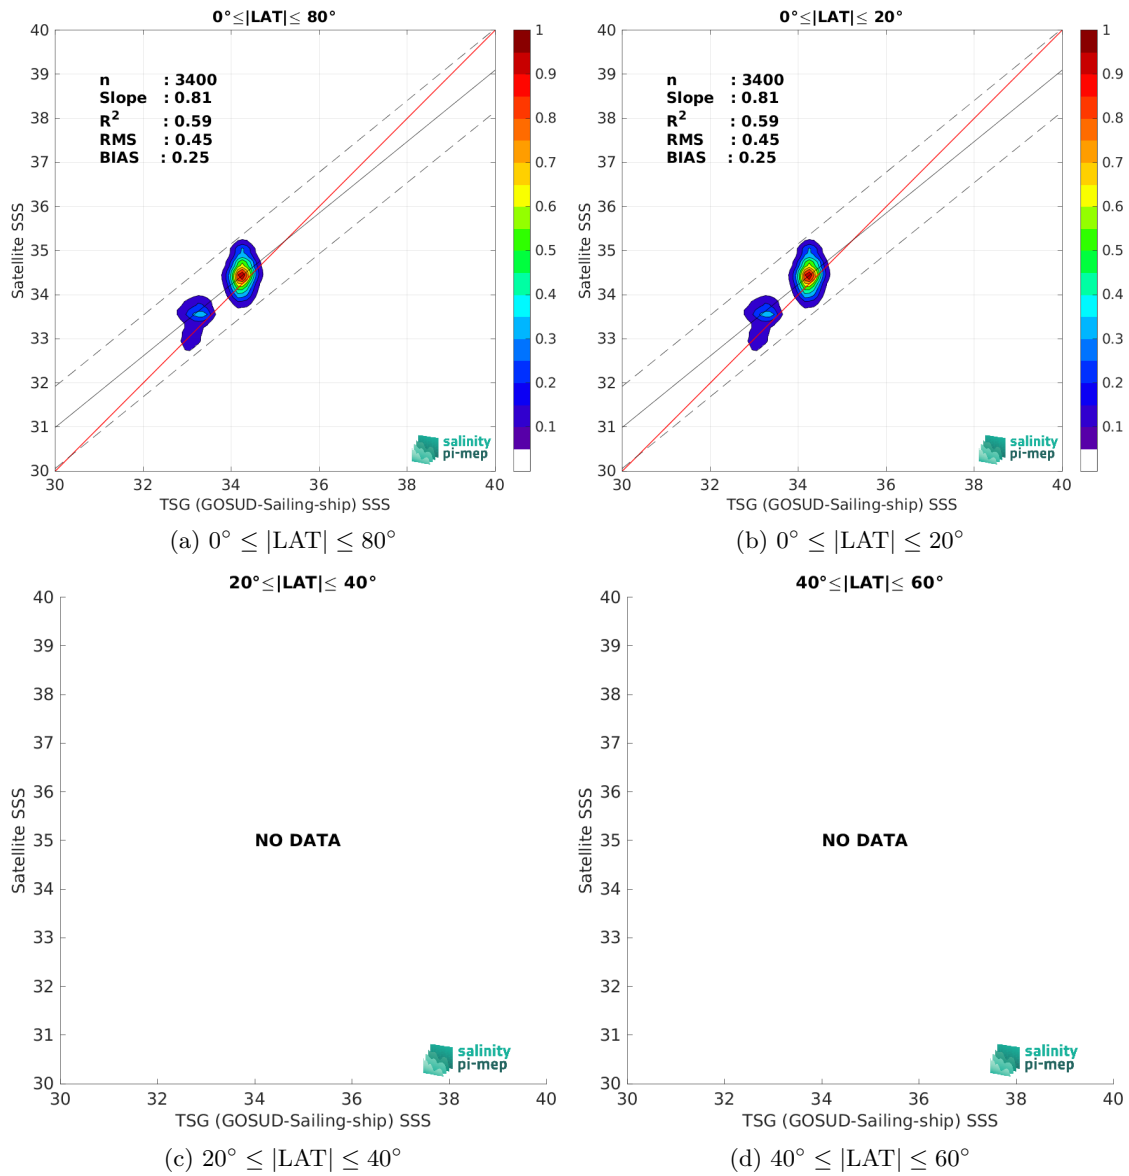 0°≤|LAT|≤ 80°
40
39
38
37
36
35
34
33
32
31
30
Satellite SSS
n : 3400
Slope : 0.81
R² : 0.59
RMS : 0.45
BIAS : 0.25
salinity
pi-mep
30 32 34 36 38 40
TSG (GOSUD-Sailing-ship) SSS
1
0.9
0.8
0.7
0.6
0.5
0.4
0.3
0.2
0.1
(a) 0° ≤ |LAT| ≤ 80°
0°≤|LAT|≤ 20°
40
39
38
37
36
35
34
33
32
31
30
Satellite SSS
n : 3400
Slope : 0.81
R² : 0.59
RMS : 0.45
BIAS : 0.25
salinity
pi-mep
30 32 34 36 38 40
TSG (GOSUD-Sailing-ship) SSS
1
0.9
0.8
0.7
0.6
0.5
0.4
0.3
0.2
0.1
(b) 0° ≤ |LAT| ≤ 20°
20°≤|LAT|≤ 40°
40
39
38
37
36
35
34
33
32
31
30
Satellite SSS
NO DATA
salinity
pi-mep
30 32 34 36 38 40
TSG (GOSUD-Sailing-ship) SSS
(c) 20° ≤ |LAT| ≤ 40°
40°≤|LAT|≤ 60°
40
39
38
37
36
35
34
33
32
31
30
Satellite SSS
NO DATA
salinity
pi-mep
30 32 34 36 38 40
TSG (GOSUD-Sailing-ship) SSS
(d) 40° ≤ |LAT| ≤ 60°